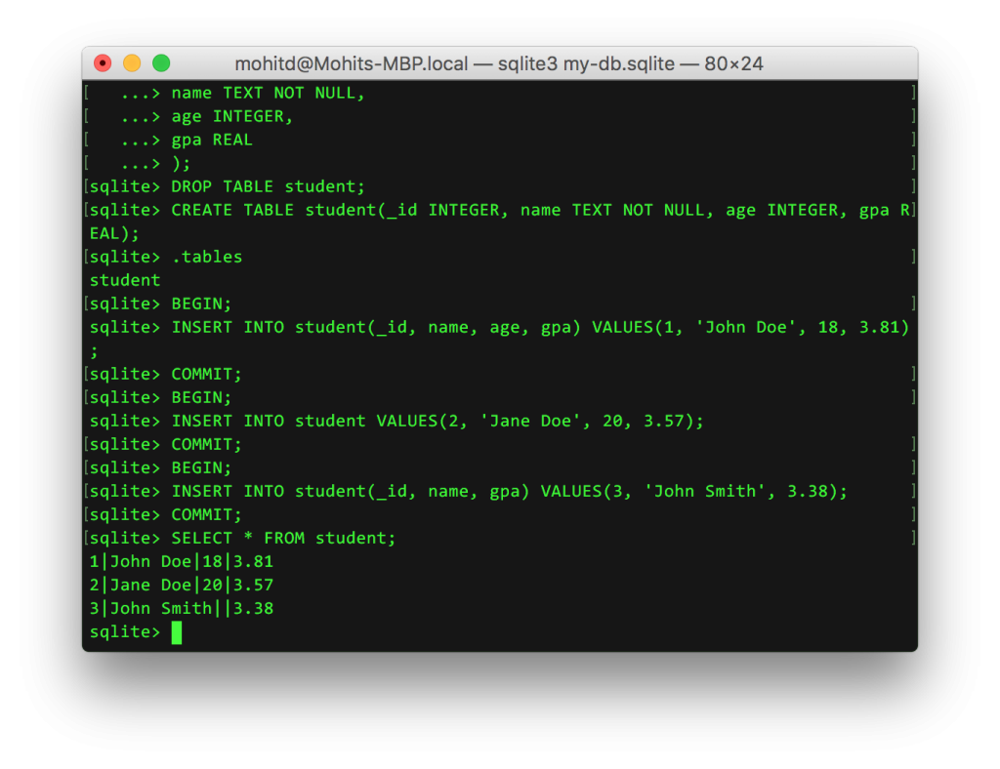 mohitd@Mohits-MBP.local — sqlite3 my-db.sqlite — 80×24
[   ...> name TEXT NOT NULL, ]
[   ...> age INTEGER, ]
[   ...> gpa REAL ]
[   ...> ); ]
[sqlite> DROP TABLE student; ]
[sqlite> CREATE TABLE student(_id INTEGER, name TEXT NOT NULL, age INTEGER, gpa R]
EAL);
[sqlite> .tables ]
student
[sqlite> BEGIN; ]
sqlite> INSERT INTO student(_id, name, age, gpa) VALUES(1, 'John Doe', 18, 3.81)
;
[sqlite> COMMIT; ]
[sqlite> BEGIN; ]
sqlite> INSERT INTO student VALUES(2, 'Jane Doe', 20, 3.57);
[sqlite> COMMIT; ]
[sqlite> BEGIN; ]
[sqlite> INSERT INTO student(_id, name, gpa) VALUES(3, 'John Smith', 3.38); ]
[sqlite> COMMIT; ]
[sqlite> SELECT * FROM student; ]
1|John Doe|18|3.81
2|Jane Doe|20|3.57
3|John Smith||3.38
sqlite>